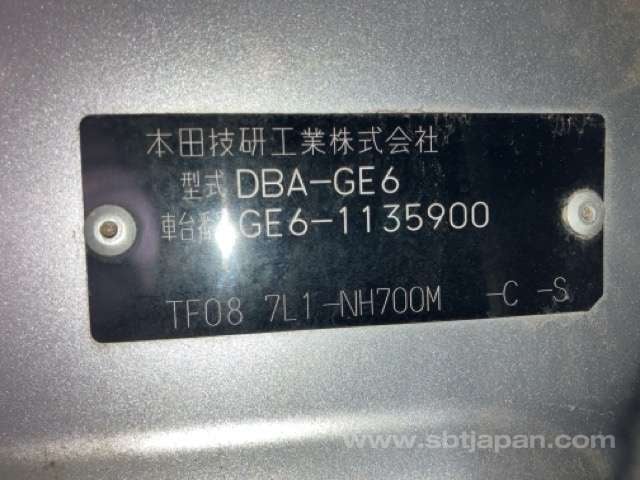 本田技研工業株式会社
型式 DBA-GE6
車台番号 GE6-1135900
TF08 7L1-NH700M -C -S
www.sbtjapan.com